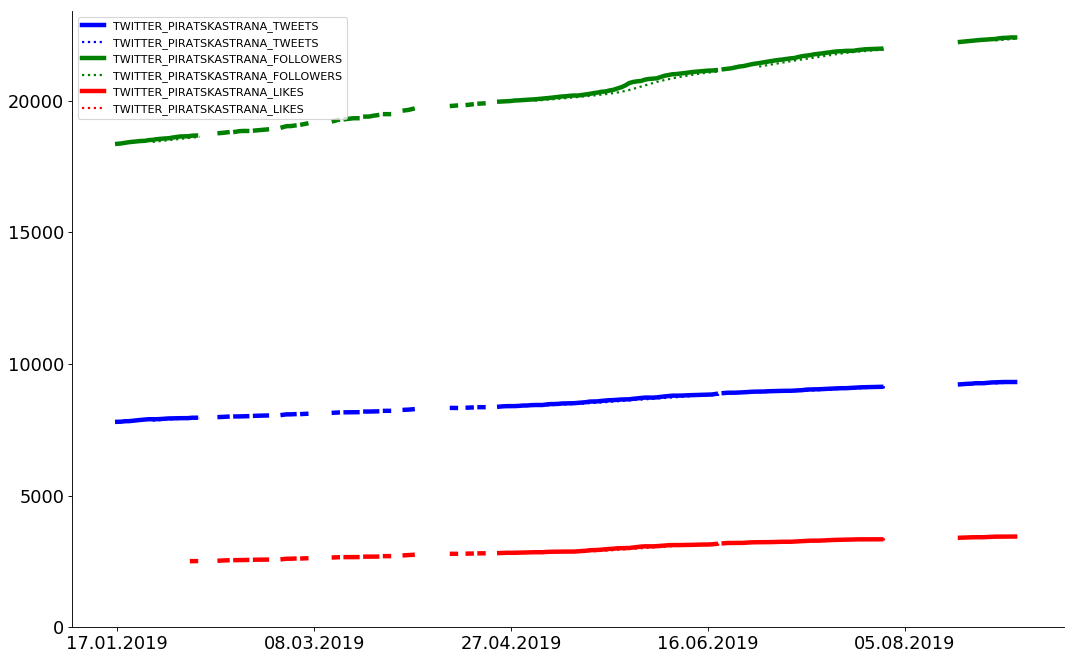 TWITTER_PIRATSKASTRANA_TWEETS
TWITTER_PIRATSKASTRANA_TWEETS
TWITTER_PIRATSKASTRANA_FOLLOWERS
TWITTER_PIRATSKASTRANA_FOLLOWERS
TWITTER_PIRATSKASTRANA_LIKES
TWITTER_PIRATSKASTRANA_LIKES
20000
15000
10000
5000
0
17.01.2019 08.03.2019 27.04.2019 16.06.2019 05.08.2019